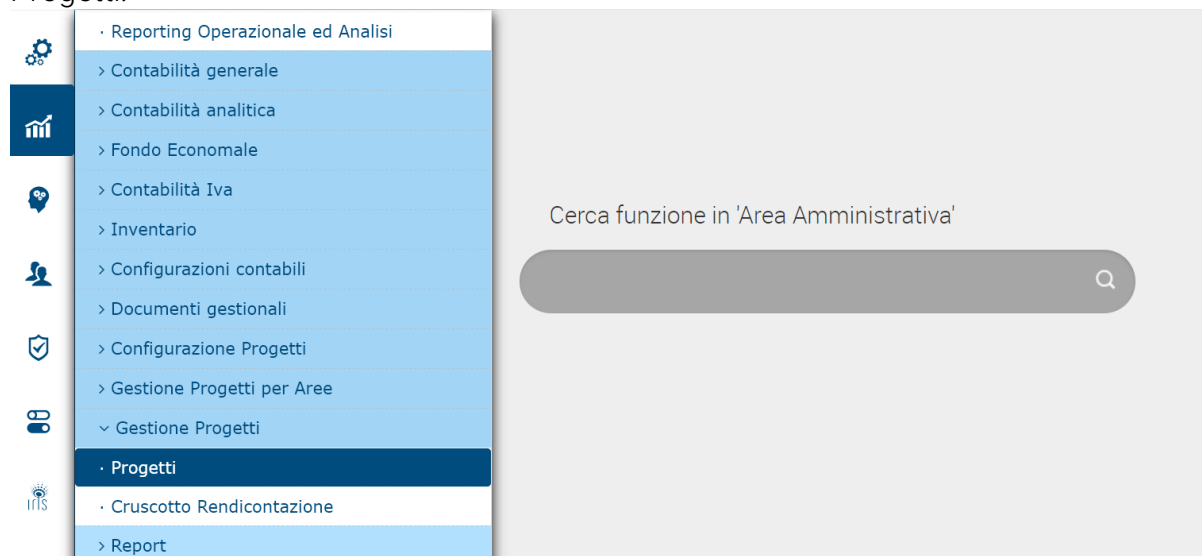 Progetti.
· Reporting Operazionale ed Analisi
> Contabilità generale
> Contabilità analitica
> Fondo Economale
> Contabilità Iva
> Inventario
> Configurazioni contabili
> Documenti gestionali
> Configurazione Progetti
> Gestione Progetti per Aree
﹀ Gestione Progetti
· Progetti
· Cruscotto Rendicontazione
> Report
Cerca funzione in 'Area Amministrativa'
IrIS